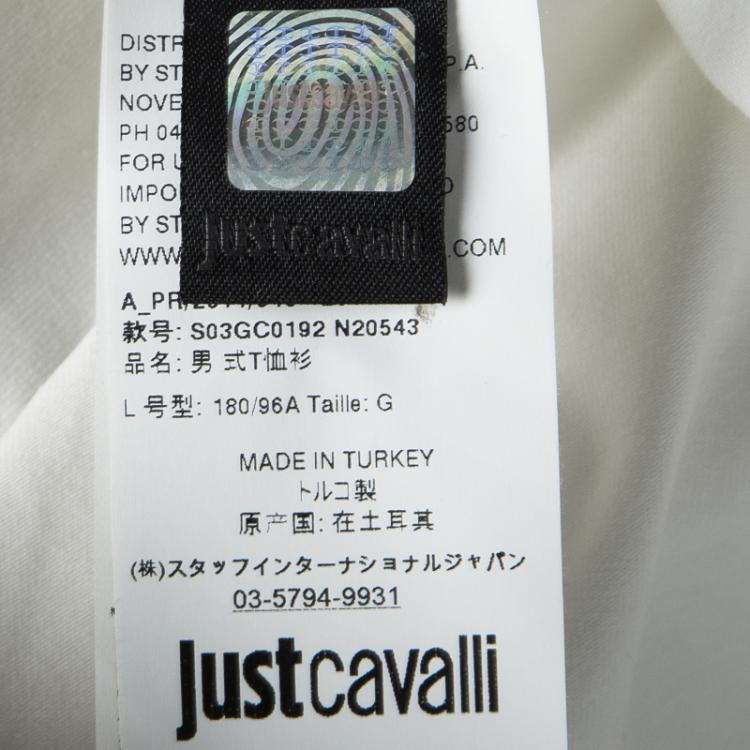 DISTR
BY ST P.A.
NOVE
PH 04 580
FOR U
IMPO D
BY ST
WWW. .COM
justcavalli
款号: S03GC0192 N20543
品名: 男 式T恤衫
L 号型: 180/96A Taille: G
MADE IN TURKEY
トルコ製
原产国: 在土耳其
(株)スタッフインターナショナルジャパン
03-5794-9931
justcavalli